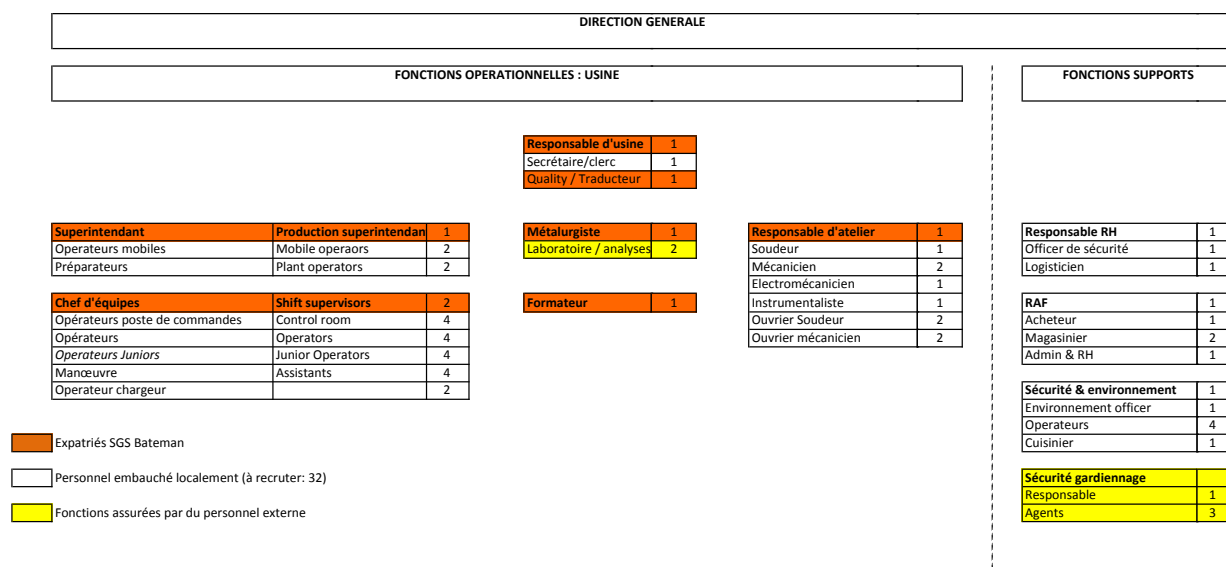 DIRECTION GENERALE
FONCTIONS OPERATIONNELLES : USINE
FONCTIONS SUPPORTS
Responsable d'usine 1
Secrétaire/clerc 1
Quality / Traducteur 1
Superintendant Production superintendan 1
Operateurs mobiles Mobile operaors 2
Préparateurs Plant operators 2
Métalurgiste 1
Laboratoire / analyses 2
Responsable d'atelier 1
Soudeur 1
Mécanicien 2
Electromécanicien 1
Instrumentaliste 1
Ouvrier Soudeur 2
Ouvrier mécanicien 2
Responsable RH 1
Officer de sécurité 1
Logisticien 1
Chef d'équipes Shift supervisors 2
Opérateurs poste de commandes Control room 4
Opérateurs Operators 4
Operateurs Juniors Junior Operators 4
Manœuvre Assistants 4
Operateur chargeur 2
Formateur 1
RAF 1
Acheteur 1
Magasinier 2
Admin & RH 1
Sécurité & environnement 1
Environnement officer 1
Operateurs 4
Cuisinier 1
Sécurité gardiennage
Responsable 1
Agents 3
Expatriés SGS Bateman
Personnel embauché localement (à recruter: 32)
Fonctions assurées par du personnel externe